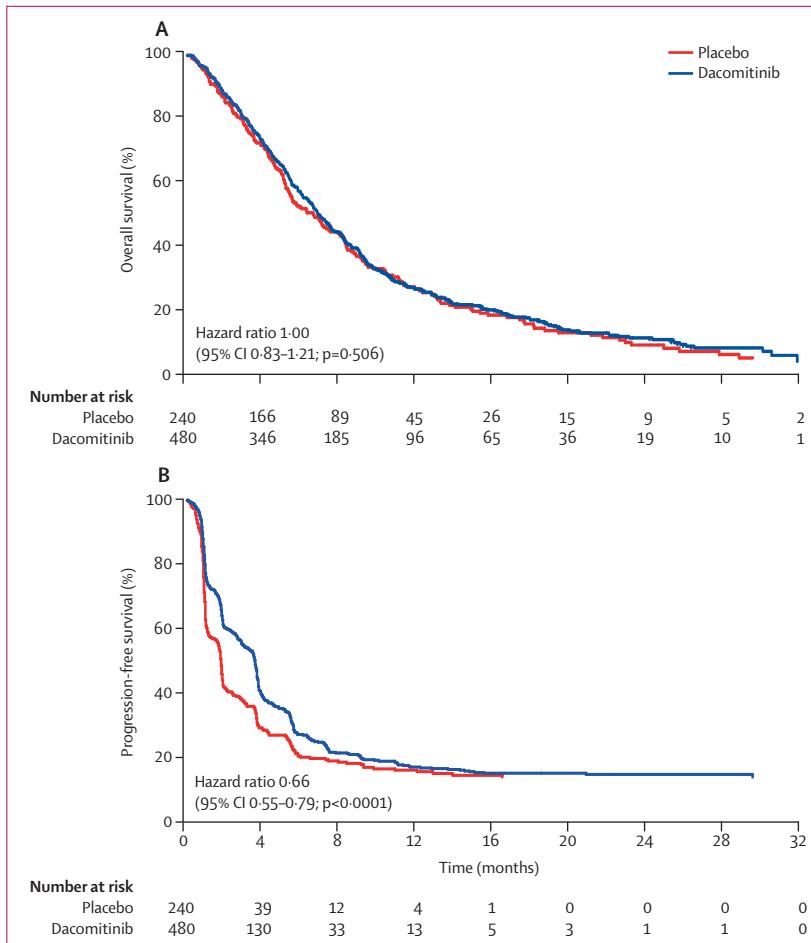 A
Placebo
Dacomitinib
100
80
60
40
20
0
Overall survival (%)
Hazard ratio 1·00
(95% CI 0·83–1·21; p=0·506)
Number at risk
Placebo 240 166 89 45 26 15 9 5 2
Dacomitinib 480 346 185 96 65 36 19 10 1
B
100
80
60
40
20
0
Progression-free survival (%)
Hazard ratio 0·66
(95% CI 0·55–0·79; p<0·0001)
0 4 8 12 16 20 24 28 32
Time (months)
Number at risk
Placebo 240 39 12 4 1 0 0 0 0
Dacomitinib 480 130 33 13 5 3 1 1 0